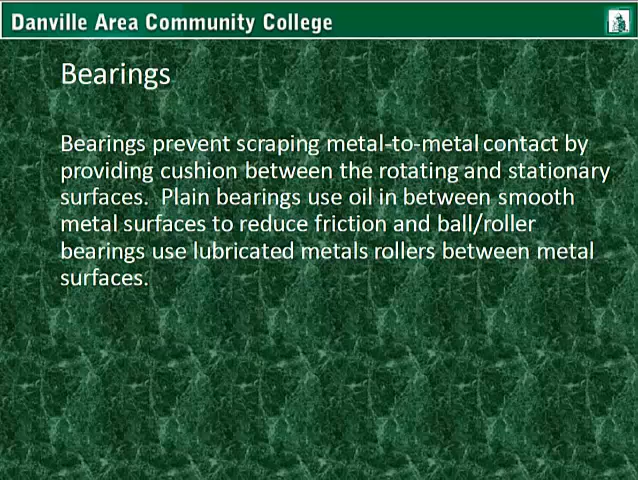 Danville Area Community College
Bearings
Bearings prevent scraping metal-to-metal contact by
providing cushion between the rotating and stationary
surfaces.  Plain bearings use oil in between smooth
metal surfaces to reduce friction and ball/roller
bearings use lubricated metals rollers between metal
surfaces.